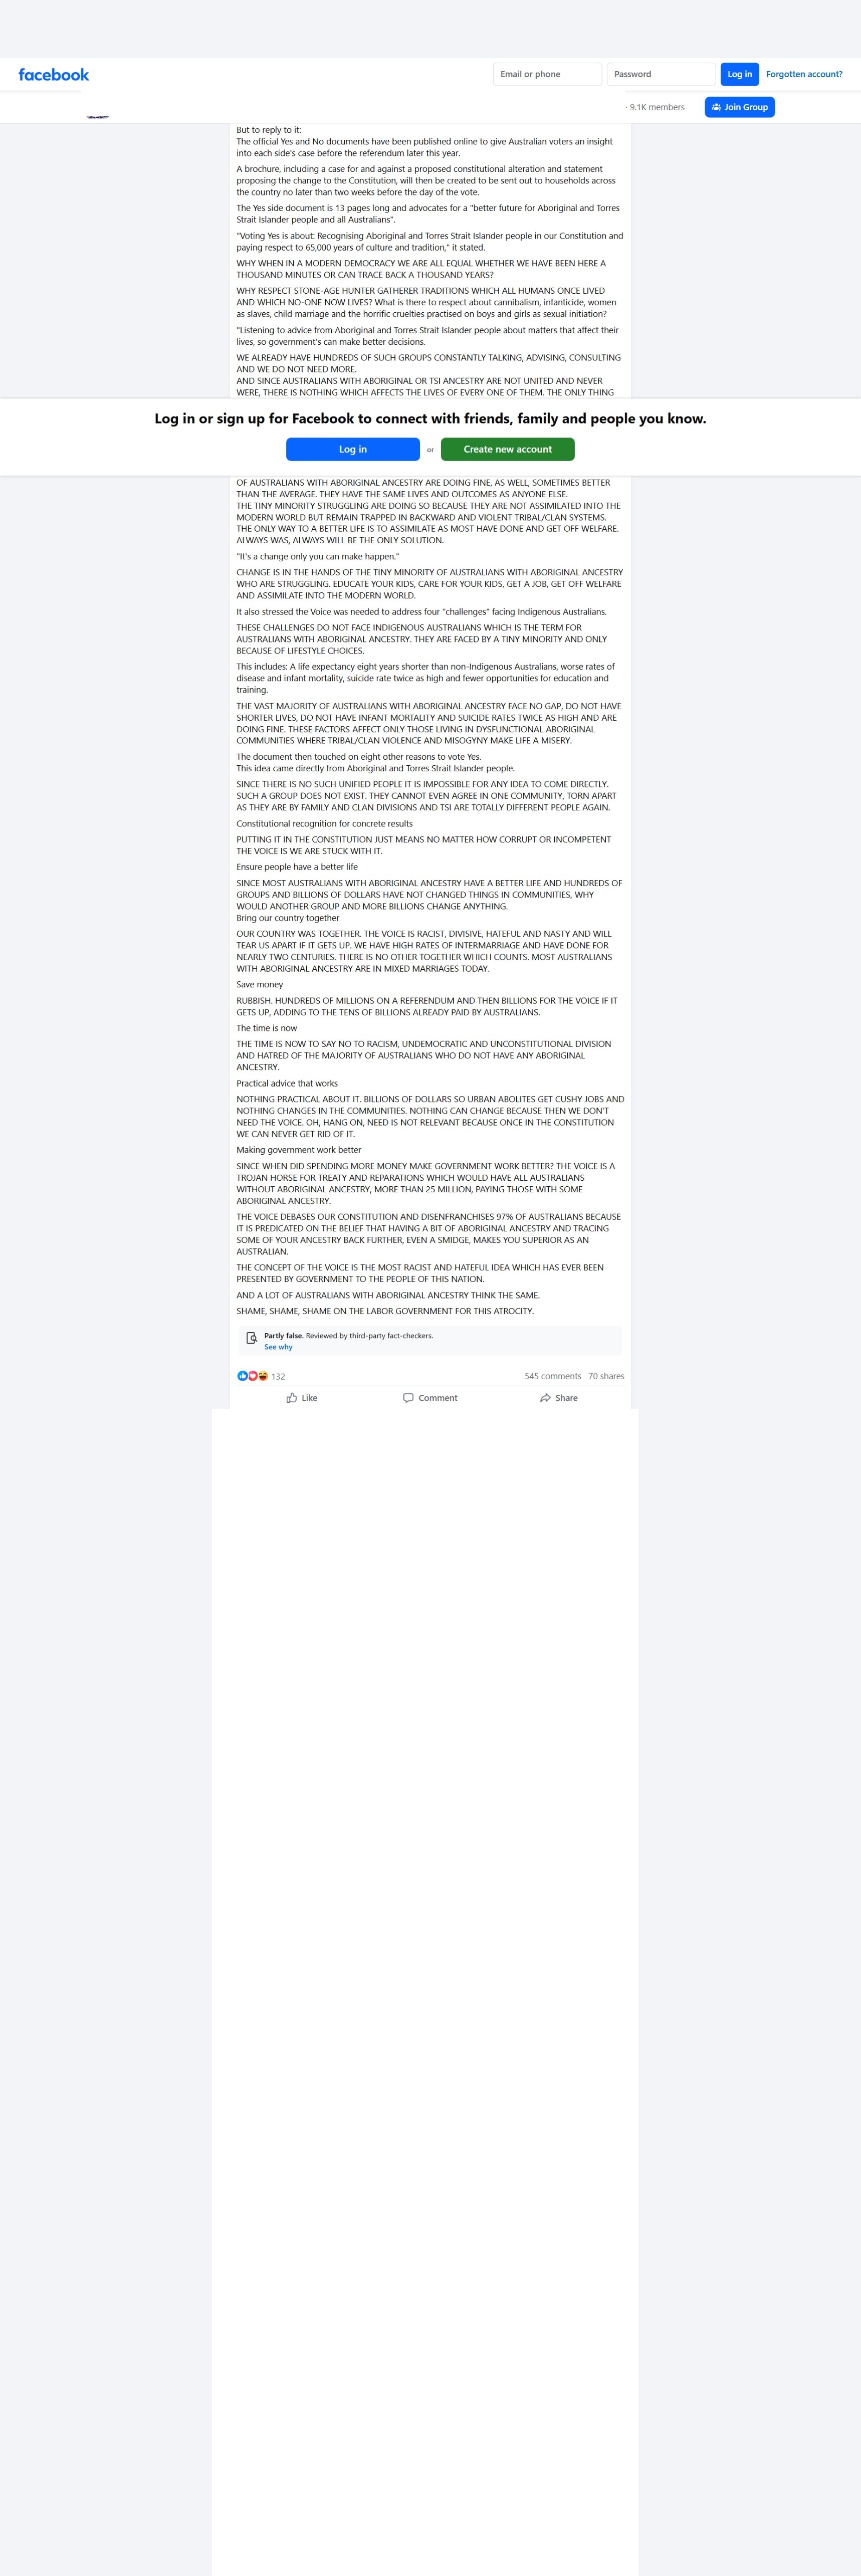 facebook
Email or phone
Password
Log in
Forgotten account?
· 9.1K members
Join Group
But to reply to it:
The official Yes and No documents have been published online to give Australian voters an insight
into each side's case before the referendum later this year.
A brochure, including a case for and against a proposed constitutional alteration and statement
proposing the change to the Constitution, will then be created to be sent out to households across
the country no later than two weeks before the day of the vote.
The Yes side document is 13 pages long and advocates for a "better future for Aboriginal and Torres
Strait Islander people and all Australians".
"Voting Yes is about: Recognising Aboriginal and Torres Strait Islander people in our Constitution and
paying respect to 65,000 years of culture and tradition," it stated.
WHY WHEN IN A MODERN DEMOCRACY WE ARE ALL EQUAL WHETHER WE HAVE BEEN HERE A
THOUSAND MINUTES OR CAN TRACE BACK A THOUSAND YEARS?
WHY RESPECT STONE-AGE HUNTER GATHERER TRADITIONS WHICH ALL HUMANS ONCE LIVED
AND WHICH NO-ONE NOW LIVES? What is there to respect about cannibalism, infanticide, women
as slaves, child marriage and the horrific cruelties practised on boys and girls as sexual initiation?
"Listening to advice from Aboriginal and Torres Strait Islander people about matters that affect their
lives, so government's can make better decisions.
WE ALREADY HAVE HUNDREDS OF SUCH GROUPS CONSTANTLY TALKING, ADVISING, CONSULTING
AND WE DO NOT NEED MORE.
AND SINCE AUSTRALIANS WITH ABORIGINAL OR TSI ANCESTRY ARE NOT UNITED AND NEVER
WERE, THERE IS NOTHING WHICH AFFECTS THE LIVES OF EVERY ONE OF THEM. THE ONLY THING
Log in or sign up for Facebook to connect with friends, family and people you know.
Log in
or
Create new account
OF AUSTRALIANS WITH ABORIGINAL ANCESTRY ARE DOING FINE, AS WELL, SOMETIMES BETTER
THAN THE AVERAGE. THEY HAVE THE SAME LIVES AND OUTCOMES AS ANYONE ELSE.
THE TINY MINORITY STRUGGLING ARE DOING SO BECAUSE THEY ARE NOT ASSIMILATED INTO THE
MODERN WORLD BUT REMAIN TRAPPED IN BACKWARD AND VIOLENT TRIBAL/CLAN SYSTEMS.
THE ONLY WAY TO A BETTER LIFE IS TO ASSIMILATE AS MOST HAVE DONE AND GET OFF WELFARE.
ALWAYS WAS, ALWAYS WILL BE THE ONLY SOLUTION.
"It's a change only you can make happen."
CHANGE IS IN THE HANDS OF THE TINY MINORITY OF AUSTRALIANS WITH ABORIGINAL ANCESTRY
WHO ARE STRUGGLING. EDUCATE YOUR KIDS, CARE FOR YOUR KIDS, GET A JOB, GET OFF WELFARE
AND ASSIMILATE INTO THE MODERN WORLD.
It also stressed the Voice was needed to address four "challenges" facing Indigenous Australians.
THESE CHALLENGES DO NOT FACE INDIGENOUS AUSTRALIANS WHICH IS THE TERM FOR
AUSTRALIANS WITH ABORIGINAL ANCESTRY. THEY ARE FACED BY A TINY MINORITY AND ONLY
BECAUSE OF LIFESTYLE CHOICES.
This includes: A life expectancy eight years shorter than non-Indigenous Australians, worse rates of
disease and infant mortality, suicide rate twice as high and fewer opportunities for education and
training.
THE VAST MAJORITY OF AUSTRALIANS WITH ABORIGINAL ANCESTRY FACE NO GAP, DO NOT HAVE
SHORTER LIVES, DO NOT HAVE INFANT MORTALITY AND SUICIDE RATES TWICE AS HIGH AND ARE
DOING FINE. THESE FACTORS AFFECT ONLY THOSE LIVING IN DYSFUNCTIONAL ABORIGINAL
COMMUNITIES WHERE TRIBAL/CLAN VIOLENCE AND MISOGYNY MAKE LIFE A MISERY.
The document then touched on eight other reasons to vote Yes.
This idea came directly from Aboriginal and Torres Strait Islander people.
SINCE THERE IS NO SUCH UNIFIED PEOPLE IT IS IMPOSSIBLE FOR ANY IDEA TO COME DIRECTLY.
SUCH A GROUP DOES NOT EXIST. THEY CANNOT EVEN AGREE IN ONE COMMUNITY, TORN APART
AS THEY ARE BY FAMILY AND CLAN DIVISIONS AND TSI ARE TOTALLY DIFFERENT PEOPLE AGAIN.
Constitutional recognition for concrete results
PUTTING IT IN THE CONSTITUTION JUST MEANS NO MATTER HOW CORRUPT OR INCOMPETENT
THE VOICE IS WE ARE STUCK WITH IT.
Ensure people have a better life
SINCE MOST AUSTRALIANS WITH ABORIGINAL ANCESTRY HAVE A BETTER LIFE AND HUNDREDS OF
GROUPS AND BILLIONS OF DOLLARS HAVE NOT CHANGED THINGS IN COMMUNITIES, WHY
WOULD ANOTHER GROUP AND MORE BILLIONS CHANGE ANYTHING.
Bring our country together
OUR COUNTRY WAS TOGETHER. THE VOICE IS RACIST, DIVISIVE, HATEFUL AND NASTY AND WILL
TEAR US APART IF IT GETS UP. WE HAVE HIGH RATES OF INTERMARRIAGE AND HAVE DONE FOR
NEARLY TWO CENTURIES. THERE IS NO OTHER TOGETHER WHICH COUNTS. MOST AUSTRALIANS
WITH ABORIGINAL ANCESTRY ARE IN MIXED MARRIAGES TODAY.
Save money
RUBBISH. HUNDREDS OF MILLIONS ON A REFERENDUM AND THEN BILLIONS FOR THE VOICE IF IT
GETS UP, ADDING TO THE TENS OF BILLIONS ALREADY PAID BY AUSTRALIANS.
The time is now
THE TIME IS NOW TO SAY NO TO RACISM, UNDEMOCRATIC AND UNCONSTITUTIONAL DIVISION
AND HATRED OF THE MAJORITY OF AUSTRALIANS WHO DO NOT HAVE ANY ABORIGINAL
ANCESTRY.
Practical advice that works
NOTHING PRACTICAL ABOUT IT. BILLIONS OF DOLLARS SO URBAN ABOLITES GET CUSHY JOBS AND
NOTHING CHANGES IN THE COMMUNITIES. NOTHING CAN CHANGE BECAUSE THEN WE DON'T
NEED THE VOICE. OH, HANG ON, NEED IS NOT RELEVANT BECAUSE ONCE IN THE CONSTITUTION
WE CAN NEVER GET RID OF IT.
Making government work better
SINCE WHEN DID SPENDING MORE MONEY MAKE GOVERNMENT WORK BETTER? THE VOICE IS A
TROJAN HORSE FOR TREATY AND REPARATIONS WHICH WOULD HAVE ALL AUSTRALIANS
WITHOUT ABORIGINAL ANCESTRY, MORE THAN 25 MILLION, PAYING THOSE WITH SOME
ABORIGINAL ANCESTRY.
THE VOICE DEBASES OUR CONSTITUTION AND DISENFRANCHISES 97% OF AUSTRALIANS BECAUSE
IT IS PREDICATED ON THE BELIEF THAT HAVING A BIT OF ABORIGINAL ANCESTRY AND TRACING
SOME OF YOUR ANCESTRY BACK FURTHER, EVEN A SMIDGE, MAKES YOU SUPERIOR AS AN
AUSTRALIAN.
THE CONCEPT OF THE VOICE IS THE MOST RACIST AND HATEFUL IDEA WHICH HAS EVER BEEN
PRESENTED BY GOVERNMENT TO THE PEOPLE OF THIS NATION.
AND A LOT OF AUSTRALIANS WITH ABORIGINAL ANCESTRY THINK THE SAME.
SHAME, SHAME, SHAME ON THE LABOR GOVERNMENT FOR THIS ATROCITY.
Partly false. Reviewed by third-party fact-checkers.
See why
132
545 comments 70 shares
Like
Comment
Share